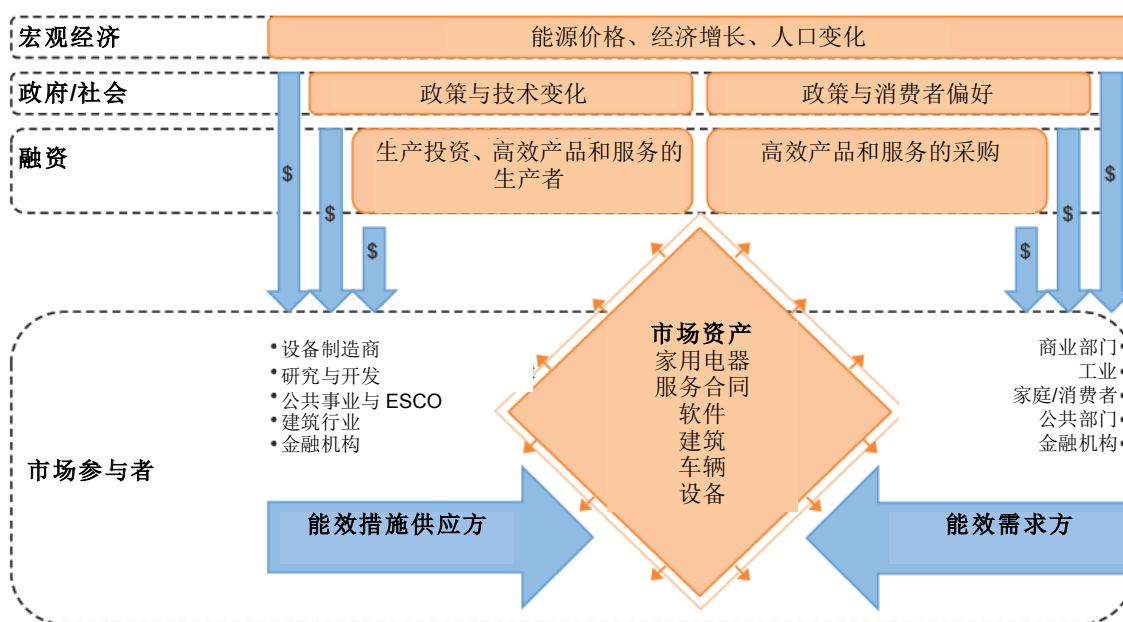 宏观经济
能源价格、经济增长、人口变化
政府/社会
政策与技术变化
政策与消费者偏好
融资
生产投资、高效产品和服务的
生产者
高效产品和服务的采购
$
$
$
$
$
$
市场资产
家用电器
服务合同
软件
建筑
车辆
设备
•设备制造商
•研究与开发
•公共事业与 ESCO
•建筑行业
•金融机构
商业部门•
工业•
家庭/消费者•
公共部门•
金融机构•
市场参与者
能效措施供应方
能效需求方